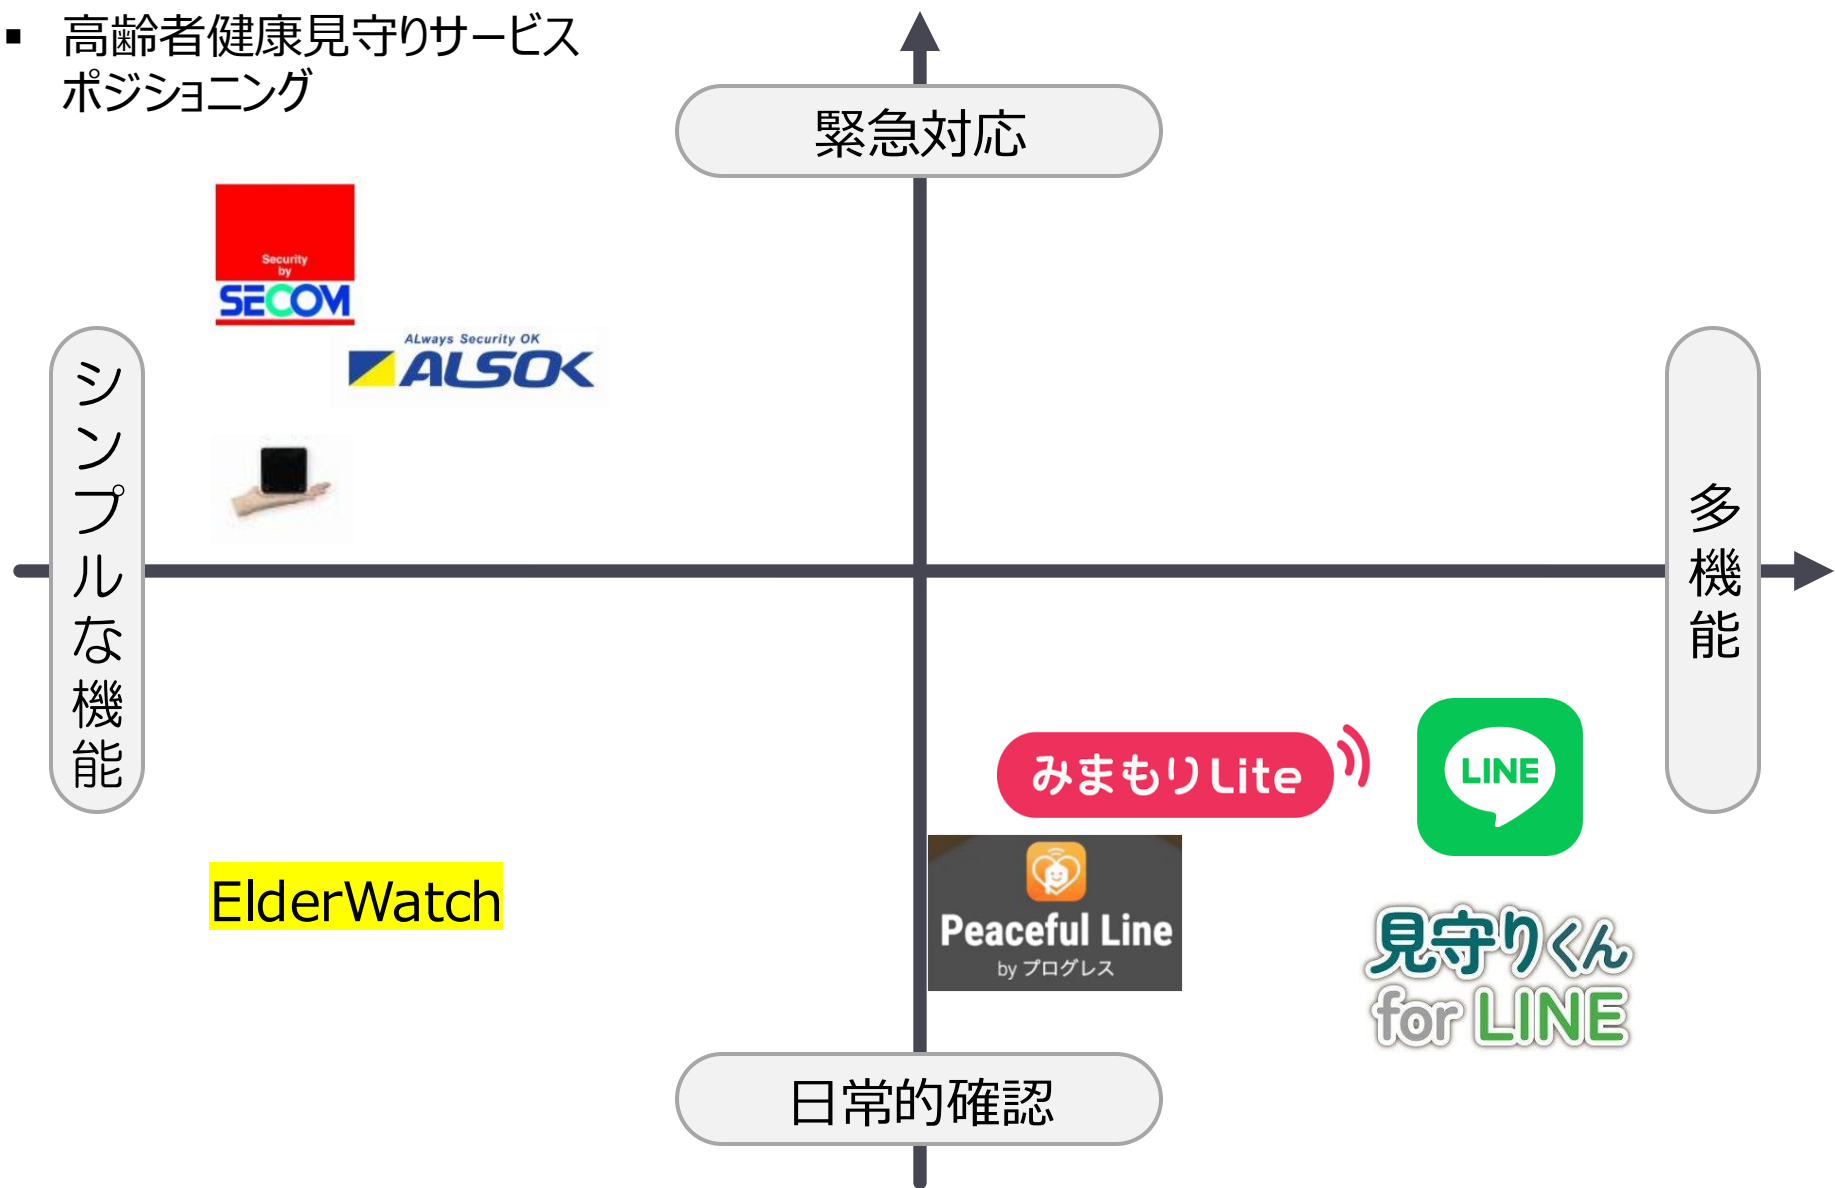 ▪ 高齢者健康見守りサービス
ポジショニング
緊急対応
Security
by
SECOM
ALways Security OK
ALSOK
シンプルな機能
多機能
みまもりLite
LINE
ElderWatch
Peaceful Line
by プログレス
見守りくん
for LINE
日常的確認